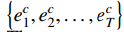 {e_1^c, e_2^c, ..., e_T^c}